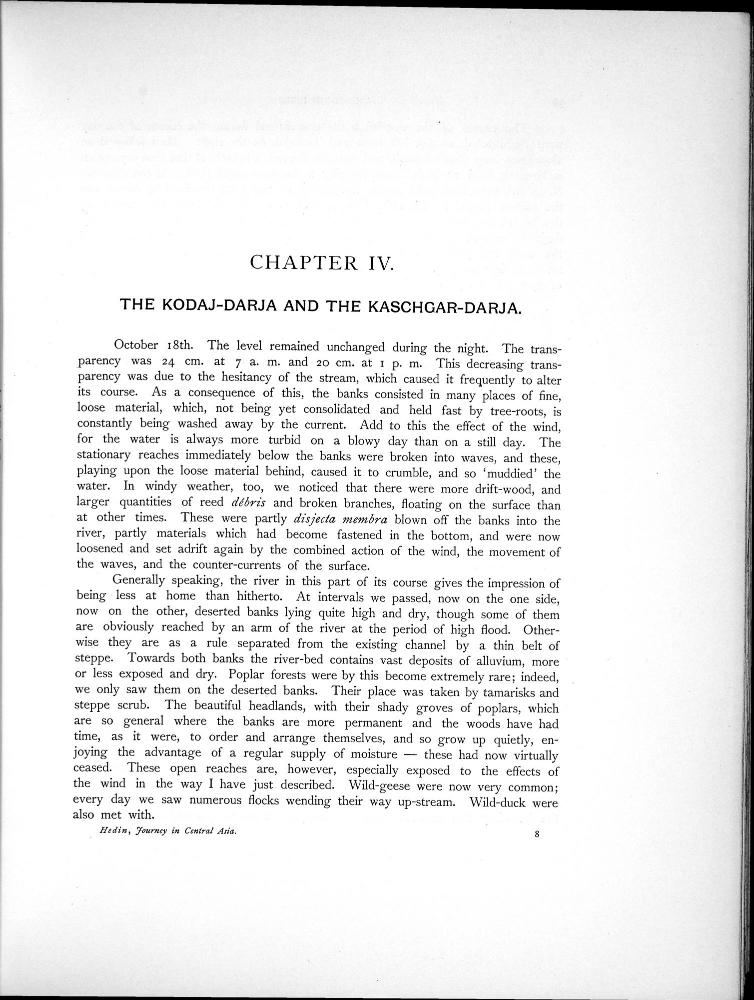 CHAPTER IV.
THE KODAJ-DARJA AND THE KASCHGAR-DARJA.
October 18th. The level remained unchanged during the night. The trans-
parency was 24 cm. at 7 a. m. and 20 cm. at 1 p. m. This decreasing trans-
parency was due to the hesitancy of the stream, which caused it frequently to alter
its course. As a consequence of this, the banks consisted in many places of fine,
loose material, which, not being yet consolidated and held fast by tree-roots, is
constantly being washed away by the current. Add to this the effect of the wind,
for the water is always more turbid on a blowy day than on a still day. The
stationary reaches immediately below the banks were broken into waves, and these,
playing upon the loose material behind, caused it to crumble, and so 'muddied' the
water. In windy weather, too, we noticed that there were more drift-wood, and
larger quantities of reed débris and broken branches, floating on the surface than
at other times. These were partly disjecta membra blown off the banks into the
river, partly materials which had become fastened in the bottom, and were now
loosened and set adrift again by the combined action of the wind, the movement of
the waves, and the counter-currents of the surface.
Generally speaking, the river in this part of its course gives the impression of
being less at home than hitherto. At intervals we passed, now on the one side,
now on the other, deserted banks lying quite high and dry, though some of them
are obviously reached by an arm of the river at the period of high flood. Other-
wise they are as a rule separated from the existing channel by a thin belt of
steppe. Towards both banks the river-bed contains vast deposits of alluvium, more
or less exposed and dry. Poplar forests were by this become extremely rare; indeed,
we only saw them on the deserted banks. Their place was taken by tamarisks and
steppe scrub. The beautiful headlands, with their shady groves of poplars, which
are so general where the banks are more permanent and the woods have had
time, as it were, to order and arrange themselves, and so grow up quietly, en-
joying the advantage of a regular supply of moisture — these had now virtually
ceased. These open reaches are, however, especially exposed to the effects of
the wind in the way I have just described. Wild-geese were now very common;
every day we saw numerous flocks wending their way up-stream. Wild-duck were
also met with.
Hedin, Journey in Central Asia. 8